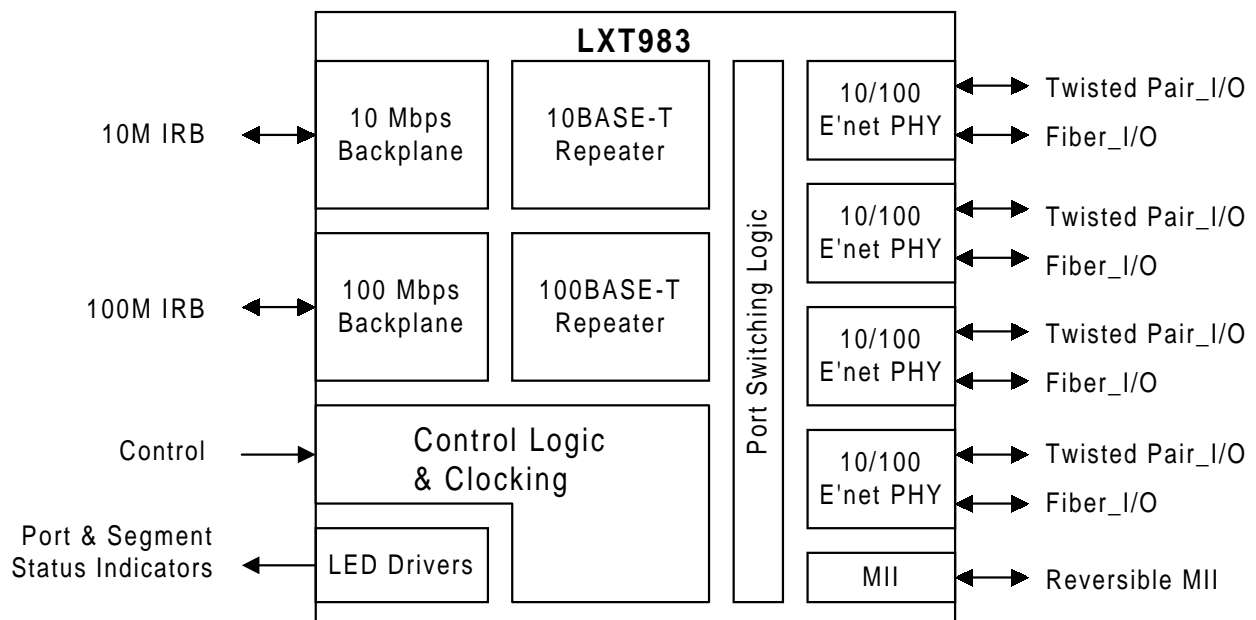 LXT983
10M IRB
10 Mbps
Backplane
10BASE-T
Repeater
100M IRB
100 Mbps
Backplane
100BASE-T
Repeater
Control
Control Logic
& Clocking
Port & Segment
Status Indicators
LED Drivers
Port Switching Logic
10/100
E'net PHY
Twisted Pair_I/O
Fiber_I/O
10/100
E'net PHY
Twisted Pair_I/O
Fiber_I/O
10/100
E'net PHY
Twisted Pair_I/O
Fiber_I/O
10/100
E'net PHY
Twisted Pair_I/O
Fiber_I/O
MII
Reversible MII